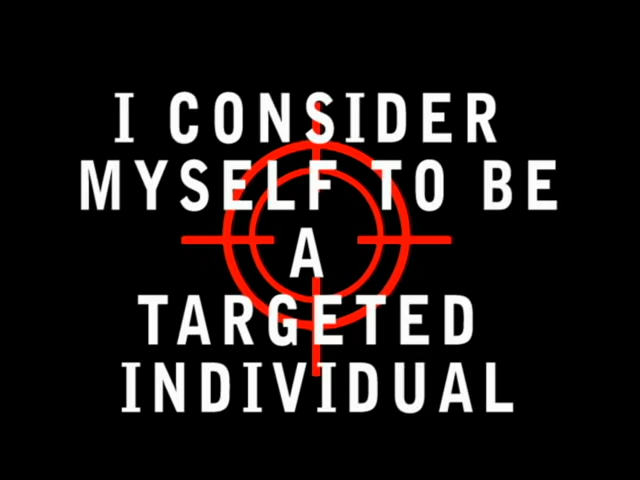 I CONSIDER
MYSELF TO BE
A
TARGETED
INDIVIDUAL